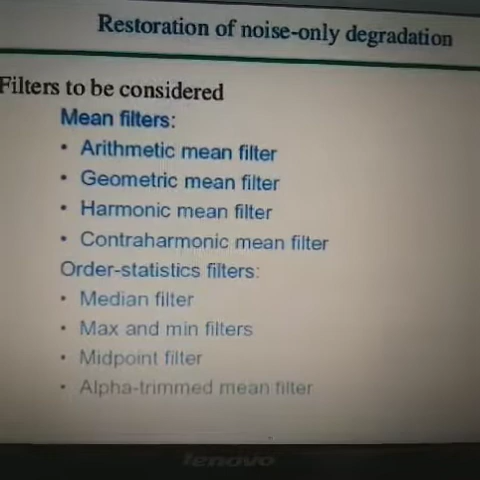 Restoration of noise-only degradation
Filters to be considered
Mean filters:
• Arithmetic mean filter
• Geometric mean filter
• Harmonic mean filter
• Contraharmonic mean filter
Order-statistics filters:
• Median filter
• Max and min filters
• Midpoint filter
• Alpha-trimmed mean filter
lenovo